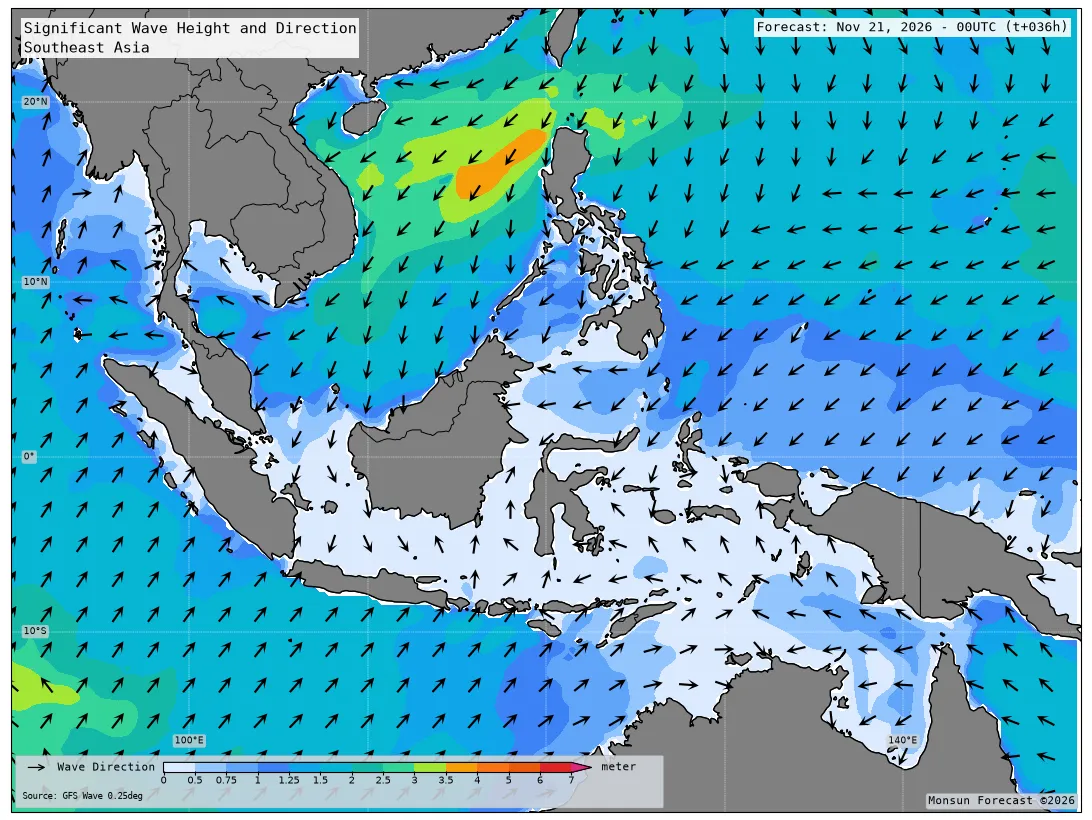 Significant Wave Height and Direction
Southeast Asia
Forecast: Nov 21, 2026 - 00UTC (t+036h)
20°N
10°N
0°
10°S
100°E
140°E
Wave Direction
meter
0 0.5 0.75 1 1.25 1.5 2 2.5 3 3.5 4 5 6 7
Source: GFS Wave 0.25deg
Monsun Forecast ©2026